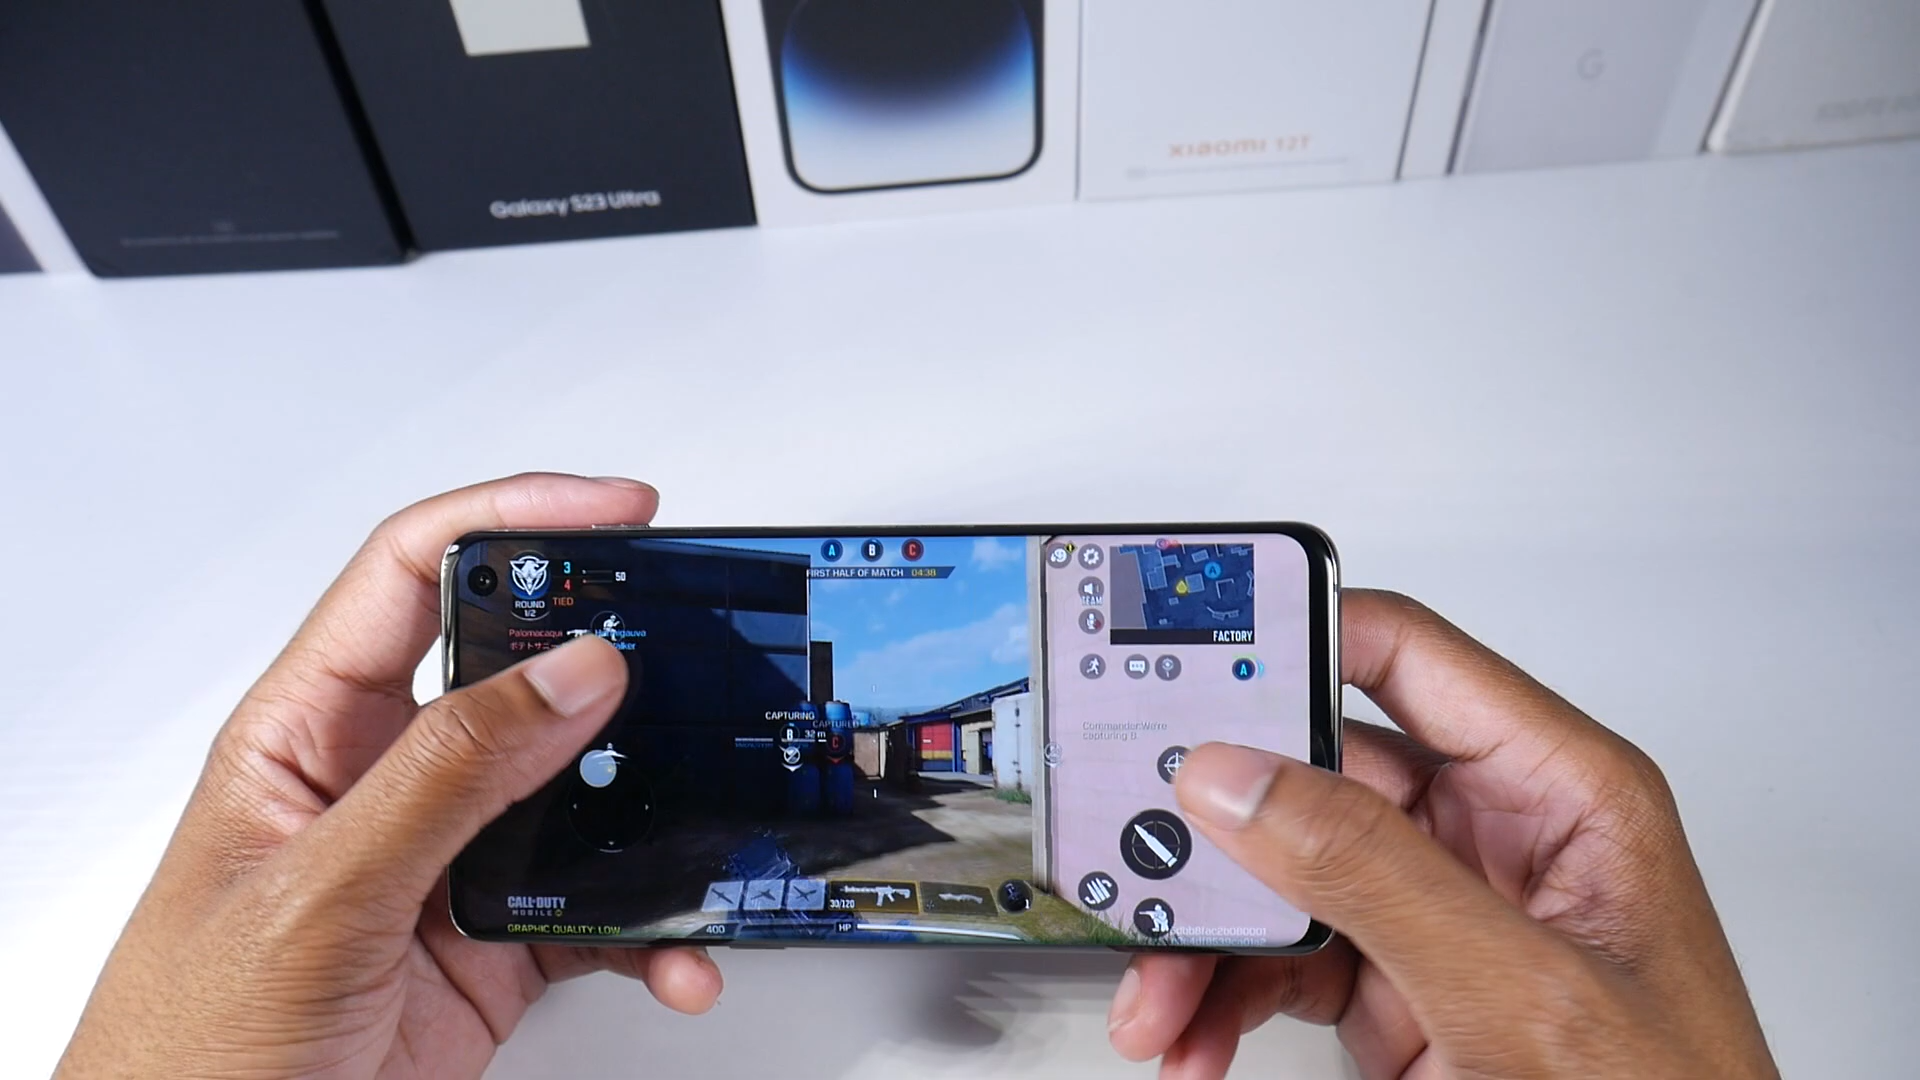 Galaxy S23 Ultra
XIAOMI 12T
G
A B C
FIRST HALF OF MATCH 04:38
3
4
50
TIED
ROUND
1/2
Palomacaqui
TEAM
FACTORY
A
A
CAPTURING
CAPTURED
B 32 m
C
Commander:We're
capturing B.
30/120
1
CALL OF DUTY
MOBILE
GRAPHIC QUALITY: LOW
400
HP